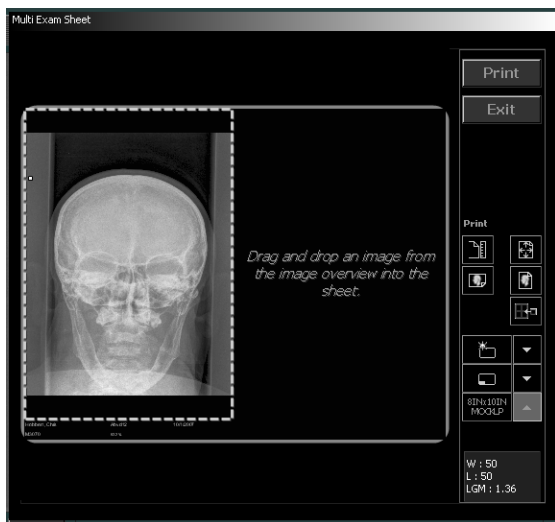 Multi Exam Sheet
Print
Exit
Drag and drop an image from
the image overview into the
sheet.
Print
8INx10IN
MOCKLP
W : 50
L : 50
LGM : 1.36